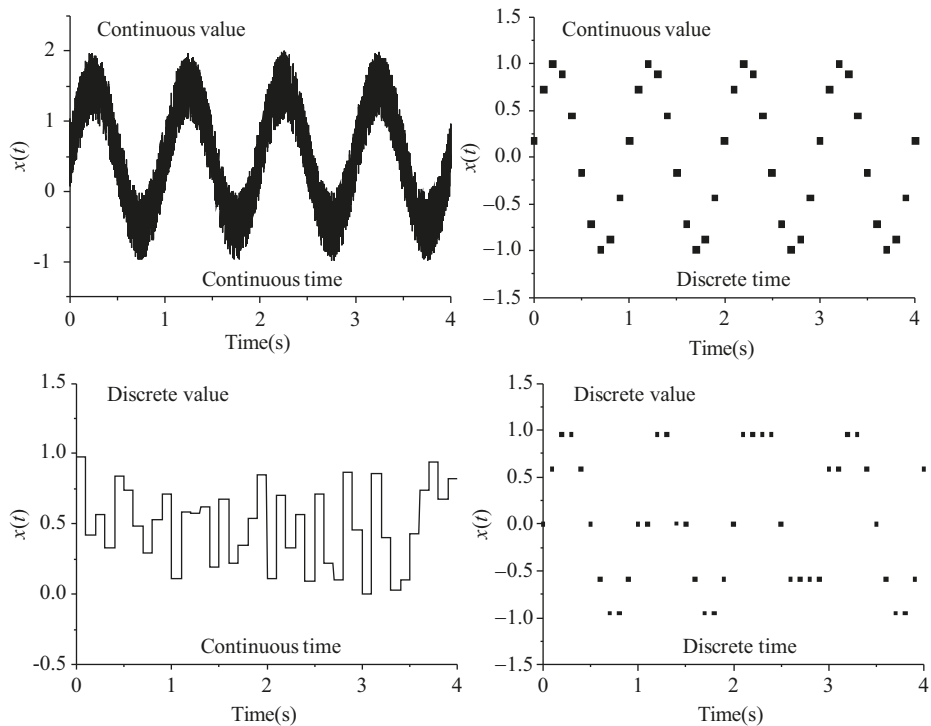 Continuous value
2
1
0
-1
x(t)
Continuous time
0 1 2 3 4
Time(s)
1.5
Continuous value
1.0
0.5
0.0
–0.5
–1.0
–1.5
x(t)
Discrete time
0 1 2 3 4
Time(s)
1.5
Discrete value
1.0
0.5
0.0
-0.5
x(t)
Continuous time
0 1 2 3 4
Time(s)
1.5
Discrete value
1.0
0.5
0.0
–0.5
–1.0
–1.5
x(t)
Discrete time
0 1 2 3 4
Time(s)